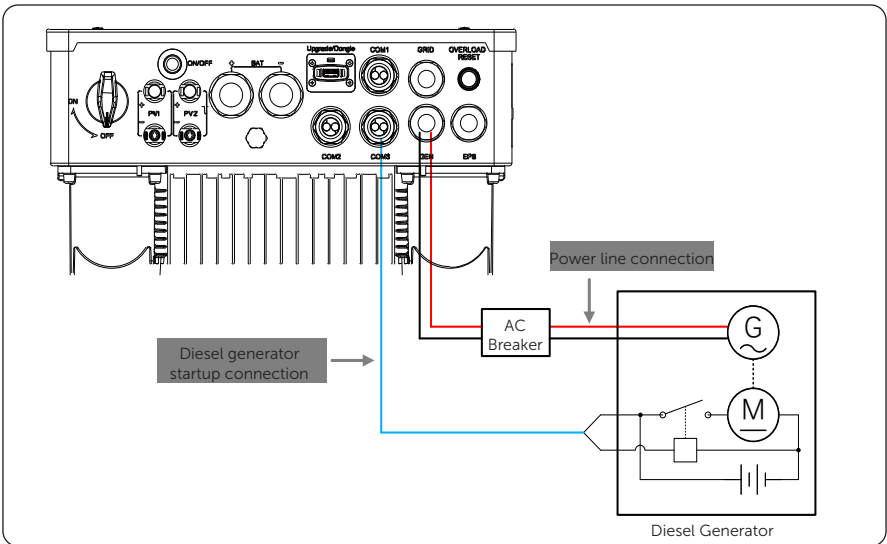 Upgrade/Dongle
COM1
GRID
OVERLOAD
RESET
ON/OFF
BAT
ON
OFF
PV1
PV2
COM2
COM3
GEN
EPS
Power line connection
AC
Breaker
G
Diesel generator
startup connection
M
Diesel Generator